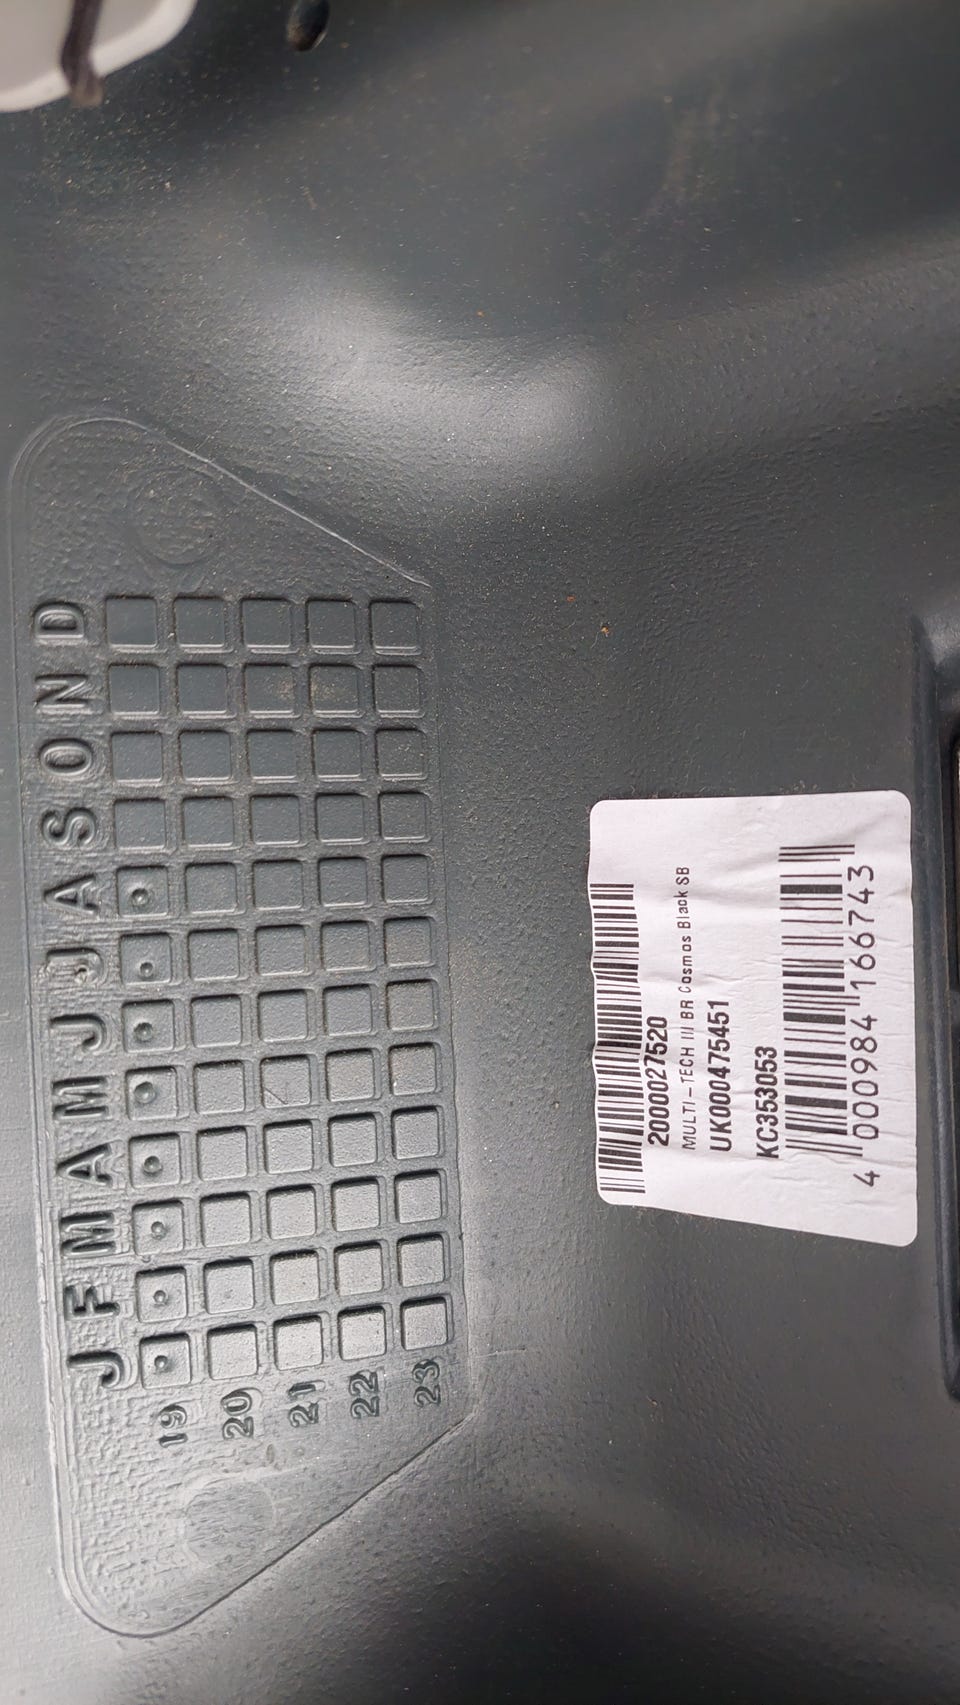 J F M A M J J A S O N D
19
20
21
22
23
2000027520
MULTI-TECH III BR Cosmos Black SB
UK000475451
KC353053
4 000984 166743